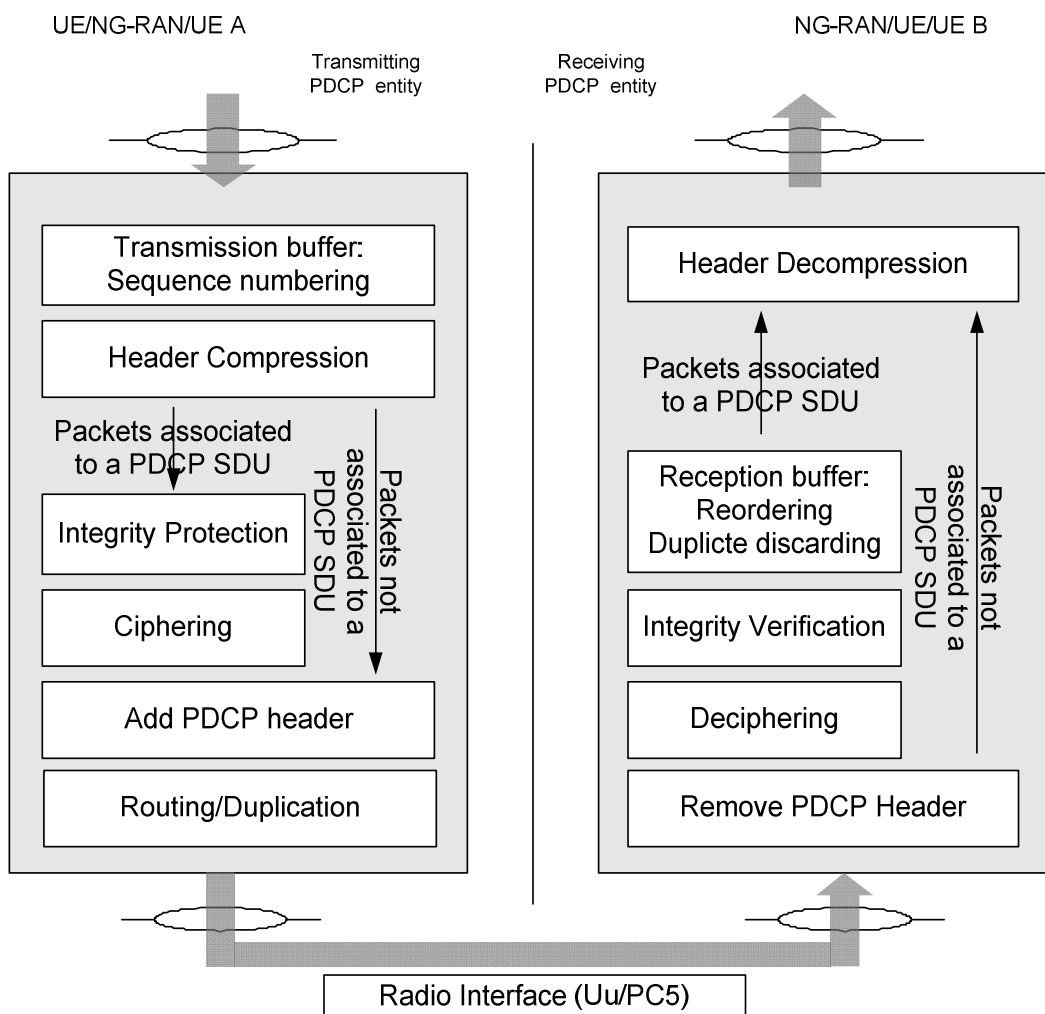 UE/NG-RAN/UE A
NG-RAN/UE/UE B
Transmitting
PDCP entity
Receiving
PDCP entity
Transmission buffer:
Sequence numbering
Header Compression
Packets associated
to a PDCP SDU
Packets not
associated to a
PDCP SDU
Integrity Protection
Ciphering
Add PDCP header
Routing/Duplication
Header Decompression
Packets associated
to a PDCP SDU
Reception buffer:
Reordering
Duplicte discarding
Packets not
associated to a
PDCP SDU
Integrity Verification
Deciphering
Remove PDCP Header
Radio Interface (Uu/PC5)